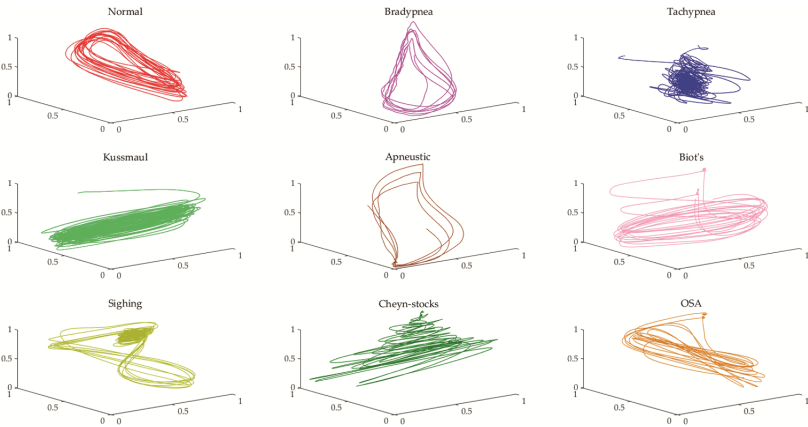 Normal Bradypnea Tachypnea
1 1 1
0.5 0.5 0.5
0 0 0
1 0.5 0 0 0.5 1 1 0.5 0 0 0.5 1 1 0.5 0 0 0.5 1
Kussmaul Apneustic Biot's
1 1 1
0.5 0.5 0.5
0 0 0
1 0.5 0 0 0.5 1 1 0.5 0 0 0.5 1 1 0.5 0 0 0.5 1
Sighing Cheyn-stocks OSA
1 1 1
0.5 0.5 0.5
0 0 0
1 0.5 0 0 0.5 1 1 0.5 0 0 0.5 1 1 0.5 0 0 0.5 1